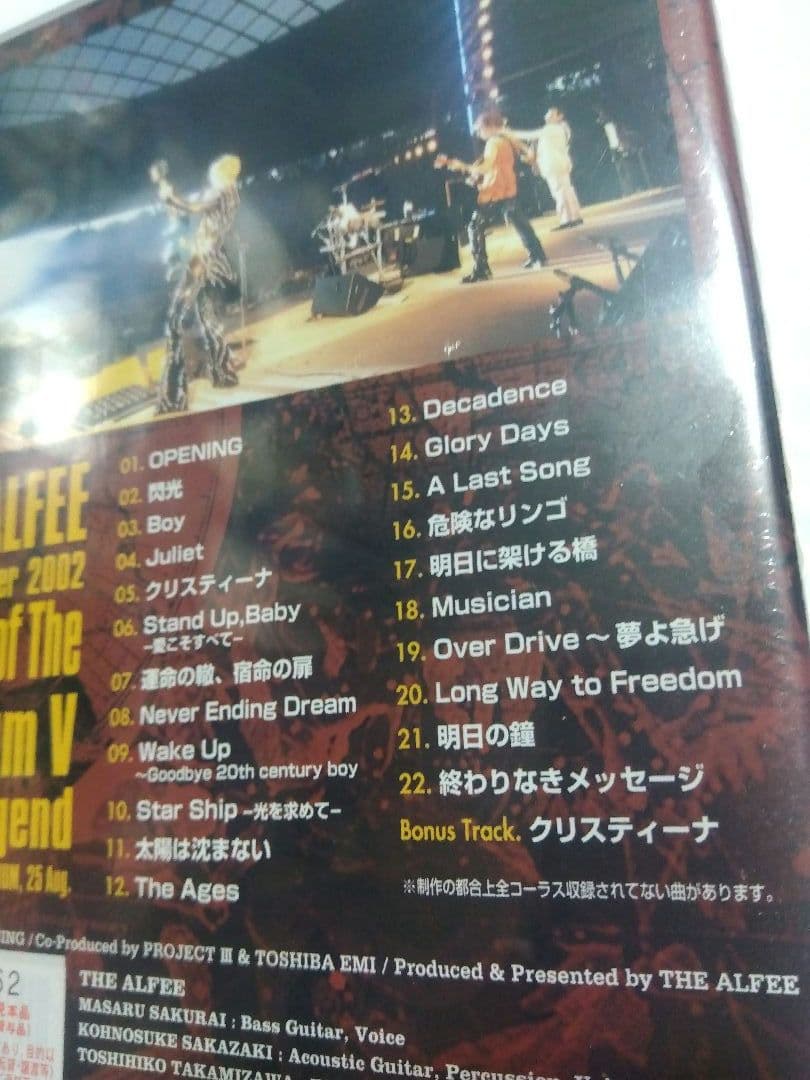 ALFEE
2002
of The
m V
gend
25 Aug.
01. OPENING
02. 閃光
03. Boy
04. Juliet
05. クリスティーナ
06. Stand Up,Baby
−愛こそすべて−
07. 運命の轍、宿命の扉
08. Never Ending Dream
09. Wake Up
~Goodbye 20th century boy
10. Star Ship −光を求めて−
11. 太陽は沈まない
12. The Ages
13. Decadence
14. Glory Days
15. A Last Song
16. 危険なリンゴ
17. 明日に架ける橋
18. Musician
19. Over Drive ~ 夢よ急げ
20. Long Way to Freedom
21. 明日の鐘
22. 終わりなきメッセージ
Bonus Track. クリスティーナ
※制作の都合上全コーラス収録されてない曲があります。
ING / Co-Produced by PROJECT III & TOSHIBA EMI / Produced & Presented by THE ALFEE
THE ALFEE
MASARU SAKURAI : Bass Guitar, Voice
KOHNOSUKE SAKAZAKI : Acoustic Guitar, Percussion,
TOSHIHIKO TAKAMIZAWA
52
見本品